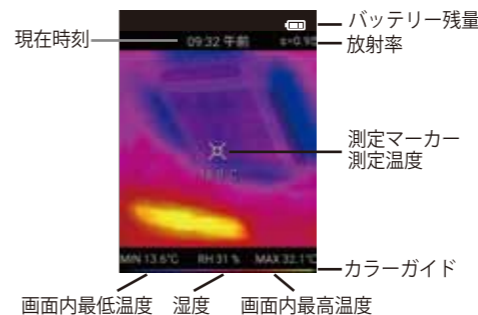 バッテリー残量
現在時刻
09:32 午前
ε=0.95
放射率
測定マーカー
測定温度
MIN 13.6℃ RH 31 % MAX 32.1℃
カラーガイド
画面内最低温度 湿度 画面内最高温度